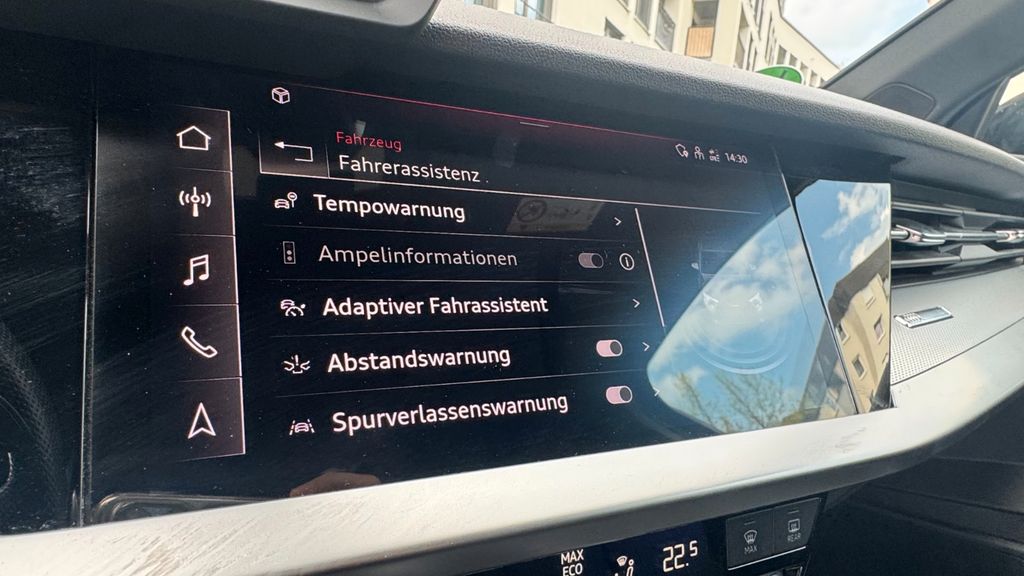 Fahrzeug
Fahrerassistenz
14:30
Tempowarnung
Ampelinformationen
Adaptiver Fahrassistent
Abstandswarnung
Spurverlassenswarnung
MAX
ECO
22.5
MAX
REAR